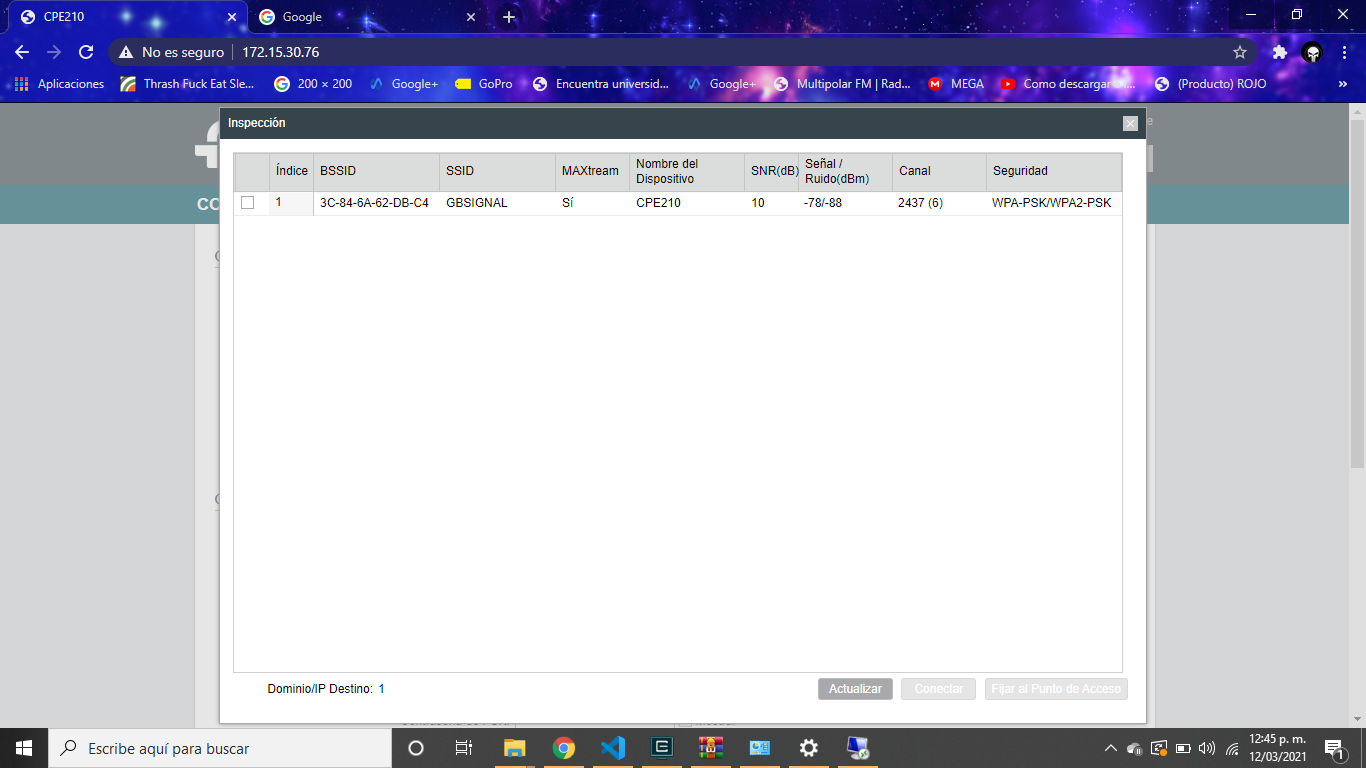 CPE210
Google
No es seguro
172.15.30.76
Aplicaciones
Thrash Fuck Eat Sle...
200 × 200
Google+
GoPro
Encuentra universid...
Google+
Multipolar FM | Rad...
MEGA
Como descargar
(Producto) ROJO
»
Inspección
Índice
BSSID
SSID
MAXtream
Nombre del
Dispositivo
SNR(dB)
Señal /
Ruido(dBm)
Canal
Seguridad
1
3C-84-6A-62-DB-C4
GBSIGNAL
Sí
CPE210
10
-78/-88
2437 (6)
WPA-PSK/WPA2-PSK
Dominio/IP Destino: 1
Actualizar
Conectar
Fijar al Punto de Acceso
Escribe aquí para buscar
12:45 p. m.
12/03/2021
1